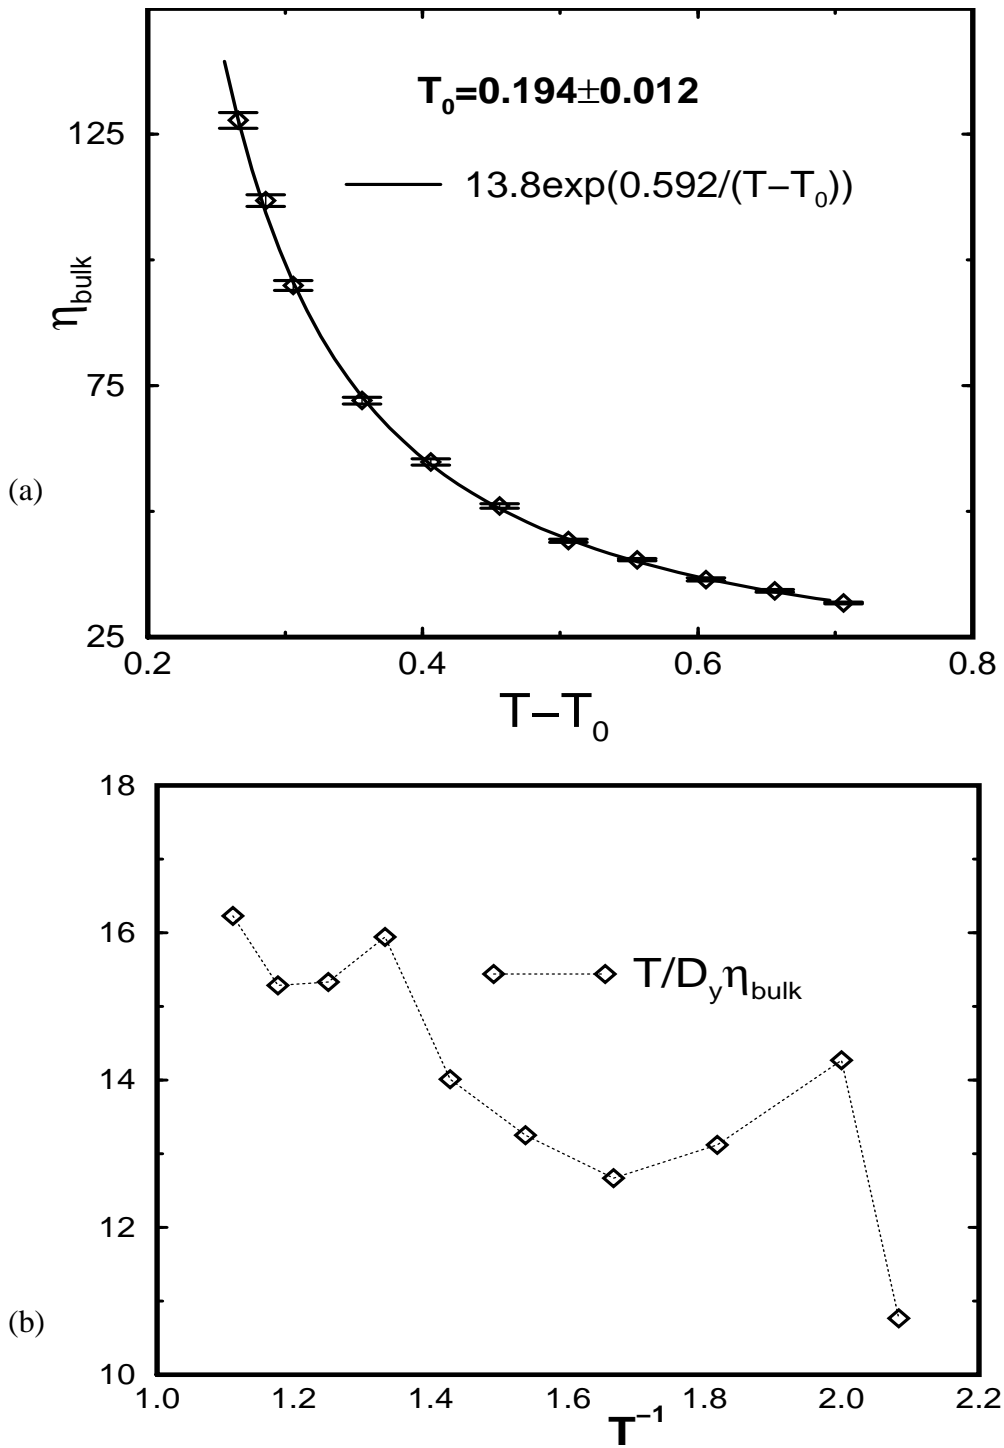 T₀=0.194±0.012
125
13.8exp(0.592/(T−T₀))
η_bulk
75
(a)
25
0.2 0.4 0.6 0.8
T−T₀
18
16
T/D_yη_bulk
14
12
(b)
10
1.0 1.2 1.4 1.6 1.8 2.0 2.2
T⁻¹